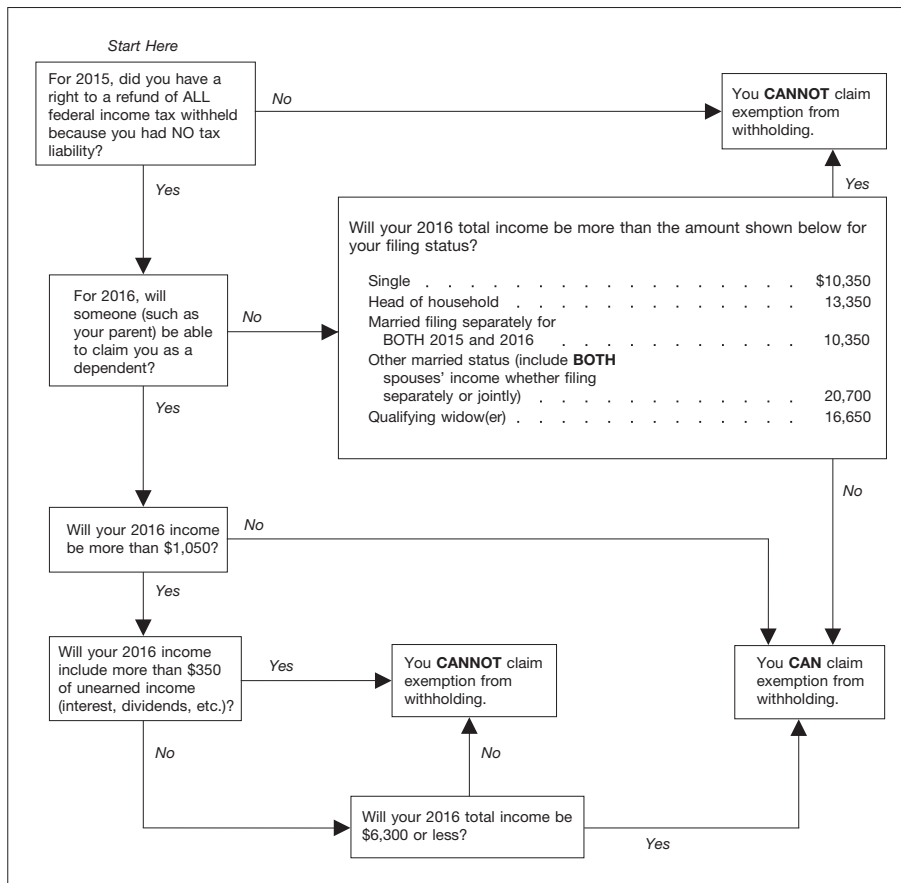 Start Here
For 2015, did you have a
right to a refund of ALL
federal income tax withheld
because you had NO tax
liability?
No
You CANNOT claim
exemption from
withholding.
Yes
Yes
Will your 2016 total income be more than the amount shown below for
your filing status?
Single . . . . . . . . . . . . . . . . . . $10,350
Head of household . . . . . . . . . . . . . 13,350
Married filing separately for
BOTH 2015 and 2016 . . . . . . . . . . . . 10,350
Other married status (include BOTH
spouses' income whether filing
separately or jointly) . . . . . . . . . . . . 20,700
Qualifying widow(er) . . . . . . . . . . . . . 16,650
For 2016, will
someone (such as
your parent) be able
to claim you as a
dependent?
No
Yes
No
Will your 2016 income
be more than $1,050?
No
Yes
Will your 2016 income
include more than $350
of unearned income
(interest, dividends, etc.)?
Yes
You CANNOT claim
exemption from
withholding.
You CAN claim
exemption from
withholding.
No
No
Will your 2016 total income be
$6,300 or less?
Yes